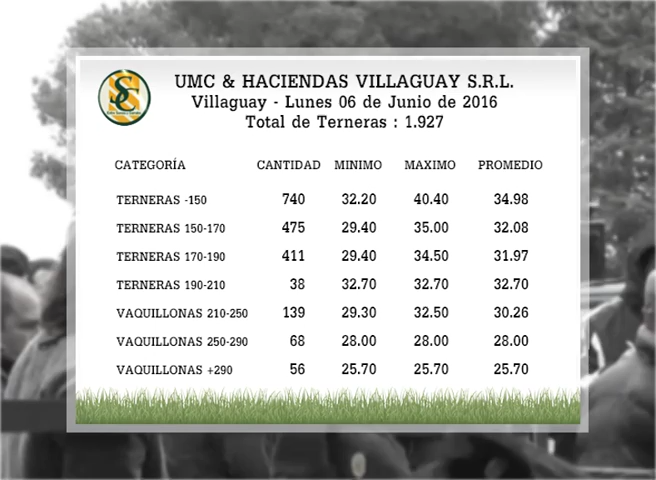 SC
UMC & HACIENDAS VILLAGUAY S.R.L.
Villaguay - Lunes 06 de Junio de 2016
Total de Terneras : 1.927
CATEGORÍA CANTIDAD MINIMO MAXIMO PROMEDIO
TERNERAS -150 740 32.20 40.40 34.98
TERNERAS 150-170 475 29.40 35.00 32.08
TERNERAS 170-190 411 29.40 34.50 31.97
TERNERAS 190-210 38 32.70 32.70 32.70
VAQUILLONAS 210-250 139 29.30 32.50 30.26
VAQUILLONAS 250-290 68 28.00 28.00 28.00
VAQUILLONAS +290 56 25.70 25.70 25.70